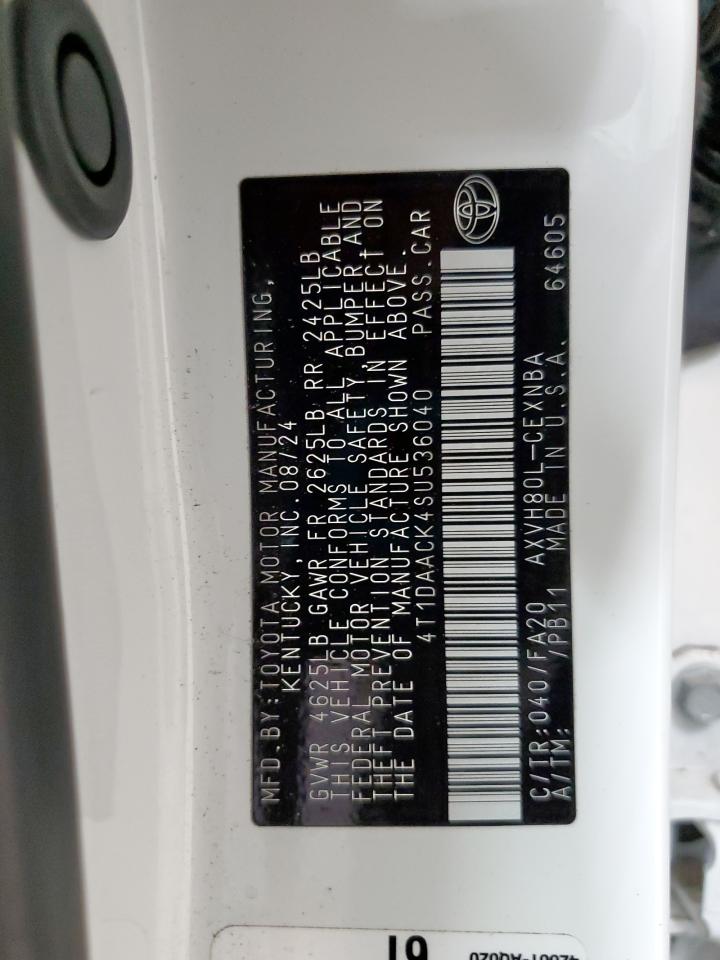 MFD.BY:TOYOTA MOTOR MANUFACTURING,
KENTUCKY,INC.08/24
GVWR 4625LB GAWR FR 2625LB RR 2425LB
THIS VEHICLE CONFORMS TO ALL APPLICABLE
FEDERAL MOTOR VEHICLE SAFETY,BUMPER,AND
THEFT PREVENTION STANDARDS IN EFFECT ON
THE DATE OF MANUFACTURE SHOWN ABOVE.
4T1DAACK4SU536040 PASS.CAR
C/TR:040/FA20 AXVH80L-CEXNBA
A/TM: /PB11 MADE IN U.S.A. 64605
61